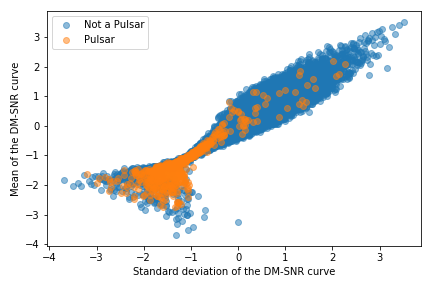 Not a Pulsar
Pulsar
3
2
1
0
−1
−2
−3
−4
Mean of the DM-SNR curve
−4 −3 −2 −1 0 1 2 3
Standard deviation of the DM-SNR curve